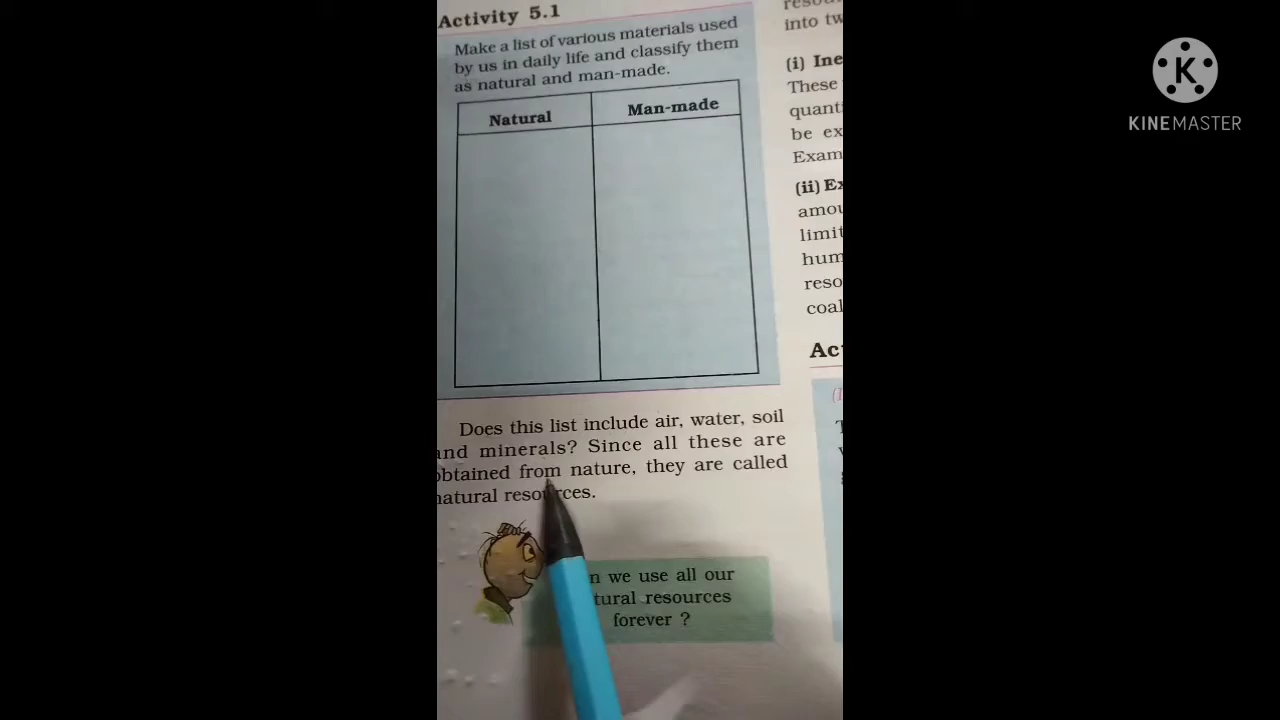 Activity 5.1
Make a list of various materials used
by us in daily life and classify them
as natural and man-made.
Natural
Man-made
Does this list include air, water, soil
and minerals? Since all these are
obtained from nature, they are called
natural resources.
we use all our
resources
forever ?
into
(i)
These
quant
be ex
Exam
(ii) Ex
amou
limit
hum
reso
coal
Ac
KINEMASTER